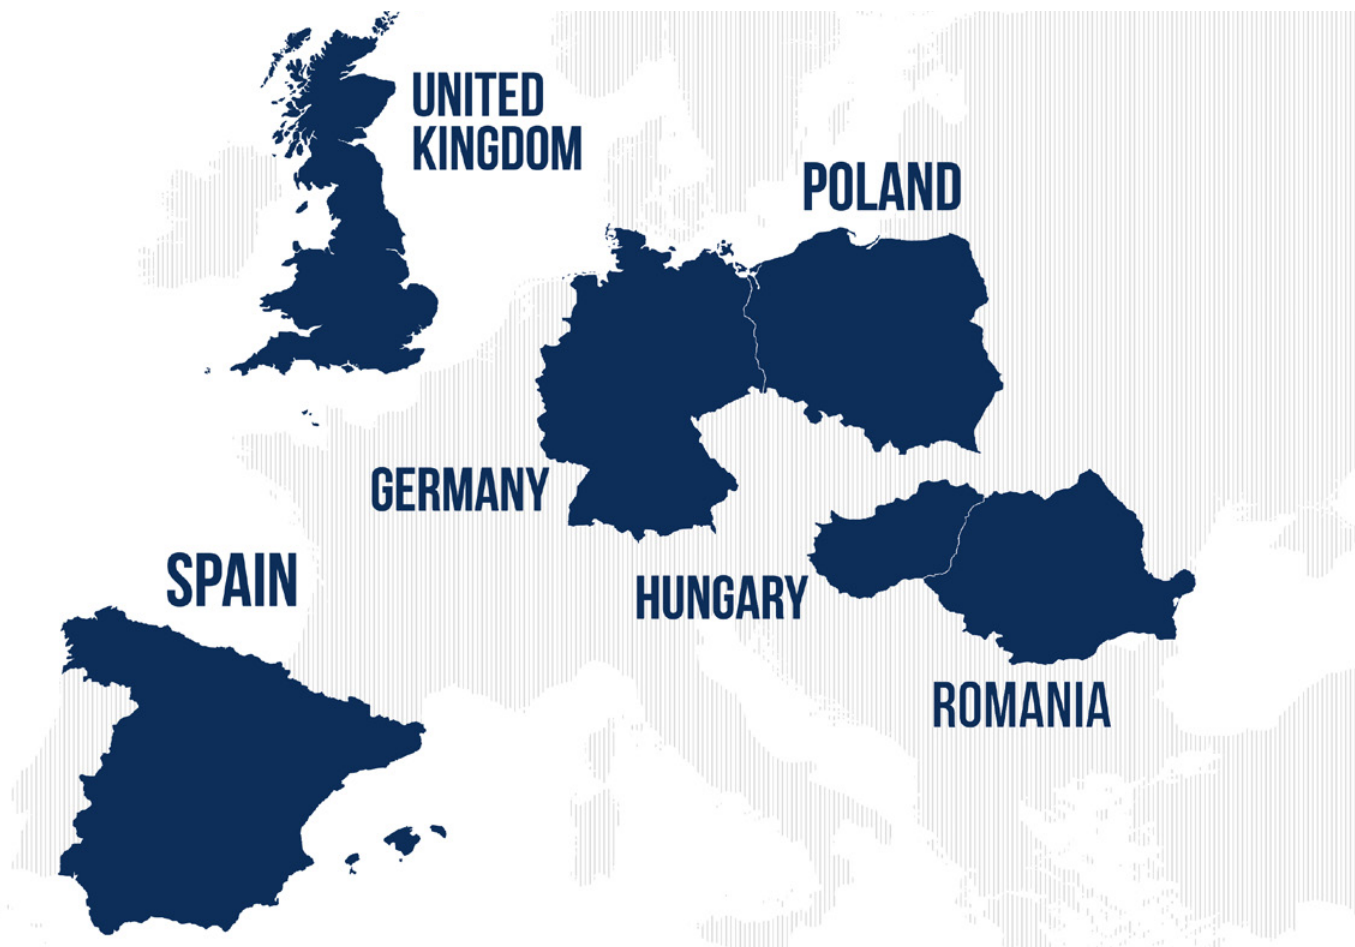 UNITED
KINGDOM
POLAND
GERMANY
SPAIN
HUNGARY
ROMANIA